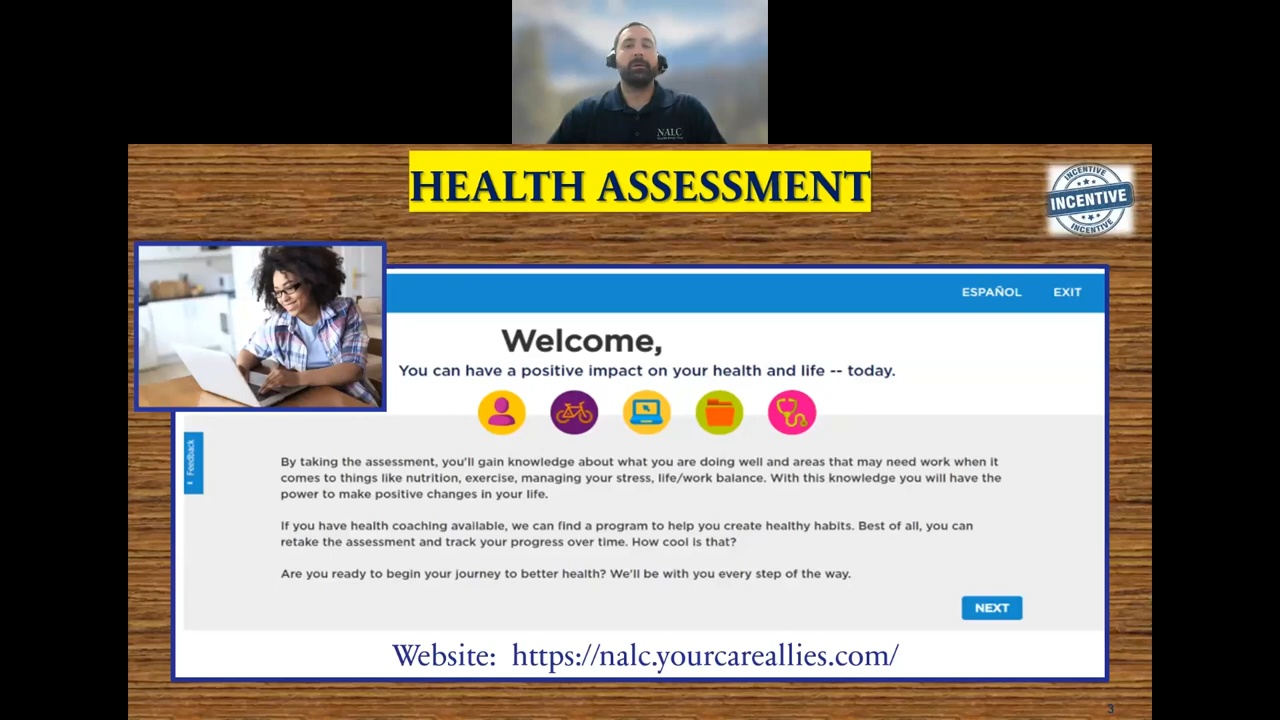 NALC
HEALTH ASSESSMENT
INCENTIVE
INCENTIVE
INCENTIVE
ESPAÑOL
EXIT
Welcome,
You can have a positive impact on your health and life -- today.
Feedback
By taking the assessment, you'll gain knowledge about what you are doing well and areas that may need work when it
comes to things like nutrition, exercise, managing your stress, life/work balance. With this knowledge you will have the
power to make positive changes in your life.
If you have health coaching available, we can find a program to help you create healthy habits. Best of all, you can
retake the assessment and track your progress over time. How cool is that?
Are you ready to begin your journey to better health? We'll be with you every step of the way.
NEXT
Website: https://nalc.yourcareallies.com/
3